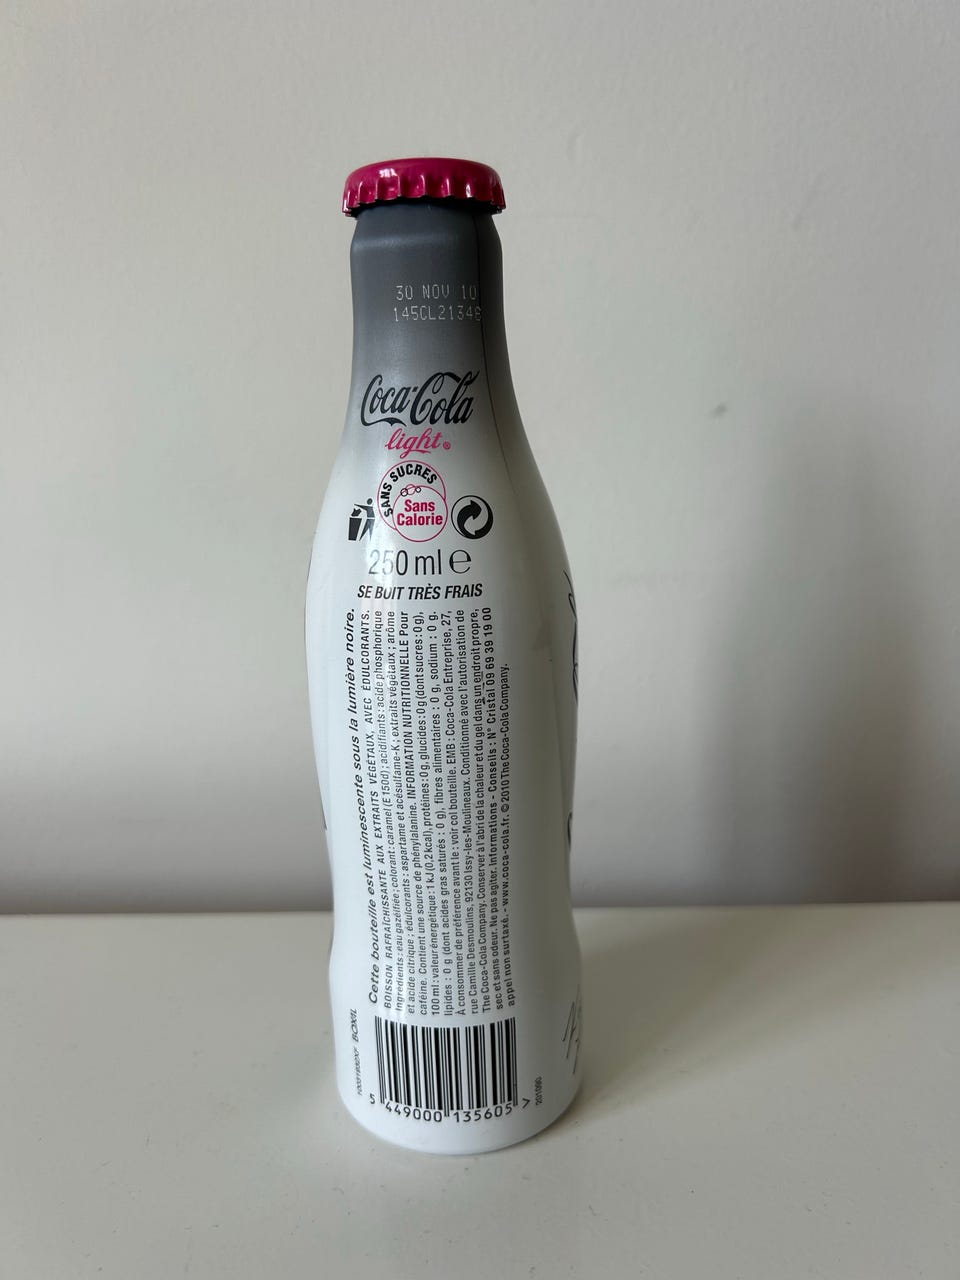 30 NOV 10
145CL21346
Coca-Cola
light®
SANS SUCRES
Sans
Calorie
250 ml e
SE BOIT TRÈS FRAIS
Cette bouteille est luminescente sous la lumière noire.
BOISSON RAFRAÎCHISSANTE AUX EXTRAITS VÉGÉTAUX, AVEC ÉDULCORANTS.
Ingrédients : eau gazéifiée ; colorant : caramel (E150d) ; acidifiants : acide phosphorique
et acide citrique ; édulcorants : aspartame et acésulfame-K ; extraits végétaux ; arôme
caféine. Contient une source de phénylalanine. INFORMATION NUTRITIONNELLE Pour
100 ml : valeur énergétique : 1 kJ (0,2 kcal), protéines : 0 g, glucides : 0 g (dont sucres : 0 g),
lipides : 0 g (dont acides gras saturés : 0 g), fibres alimentaires : 0 g, sodium : 0 g.
À consommer de préférence avant le : voir col bouteille. EMB : Coca-Cola Entreprise, 27,
rue Camille Desmoulins, 92130 Issy-les-Moulineaux. Conditionné avec l'autorisation de
The Coca-Cola Company. Conserver à l'abri de la chaleur et du gel dans un endroit propre,
sec et sans odeur. Ne pas agiter. Informations - Conseils : N° Cristal 09 69 39 19 00
appel non surtaxé. - www.coca-cola.fr. © 2010 The Coca-Cola Company.
BOXAL
5 449000 135605 >